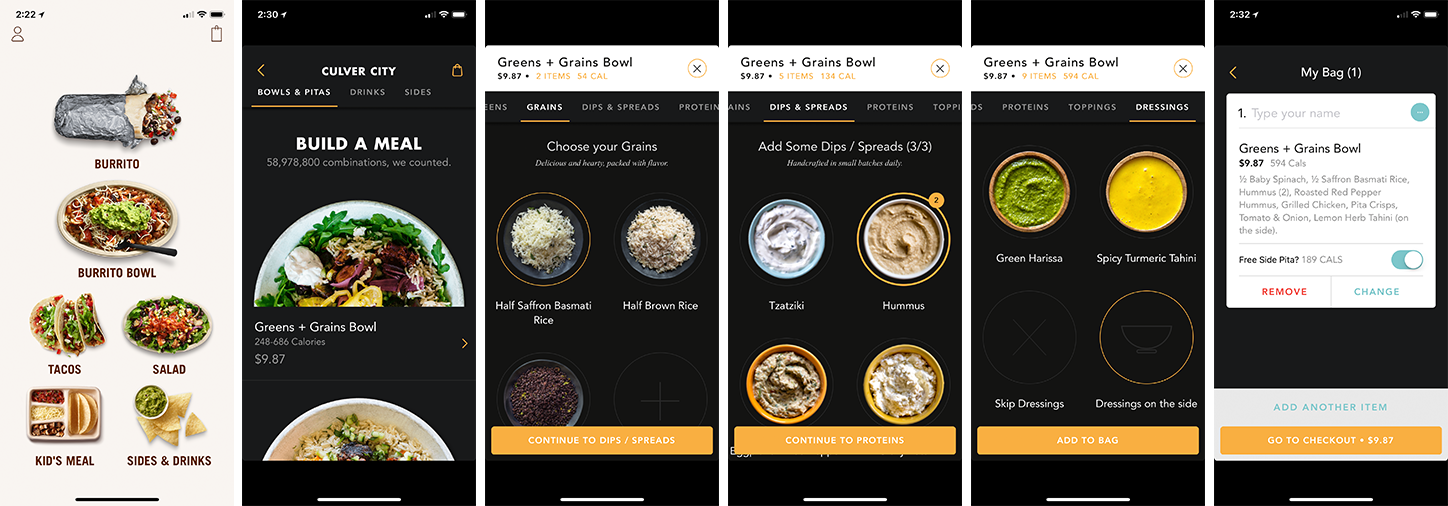 2:22
BURRITO
BURRITO BOWL
TACOS
SALAD
KID'S MEAL
SIDES & DRINKS
2:30
CULVER CITY
BOWLS & PITAS
DRINKS
SIDES
BUILD A MEAL
58,978,800 combinations, we counted.
Greens + Grains Bowl
248-686 Calories
$9.87
Greens + Grains Bowl
$9.87 • 2 ITEMS 54 CAL
EENS GRAINS DIPS & SPREADS PROTEIN
Choose your Grains
Delicious and hearty, packed with flavor.
Half Saffron Basmati
Rice
Half Brown Rice
CONTINUE TO DIPS / SPREADS
Greens + Grains Bowl
$9.87 • 5 ITEMS 134 CAL
AINS DIPS & SPREADS PROTEINS TOPPIN
Add Some Dips / Spreads (3/3)
Handcrafted in small batches daily.
2
Tzatziki
Hummus
CONTINUE TO PROTEINS
Greens + Grains Bowl
$9.87 • 9 ITEMS 594 CAL
DS PROTEINS TOPPINGS DRESSINGS
Green Harissa
Spicy Turmeric Tahini
Skip Dressings
Dressings on the side
ADD TO BAG
2:32
My Bag (1)
1. Type your name
Greens + Grains Bowl
$9.87 594 Cals
½ Baby Spinach, ½ Saffron Basmati Rice,
Hummus (2), Roasted Red Pepper
Hummus, Grilled Chicken, Pita Crisps,
Tomato & Onion, Lemon Herb Tahini (on
the side).
Free Side Pita? 189 CALS
REMOVE
CHANGE
ADD ANOTHER ITEM
GO TO CHECKOUT • $9.87